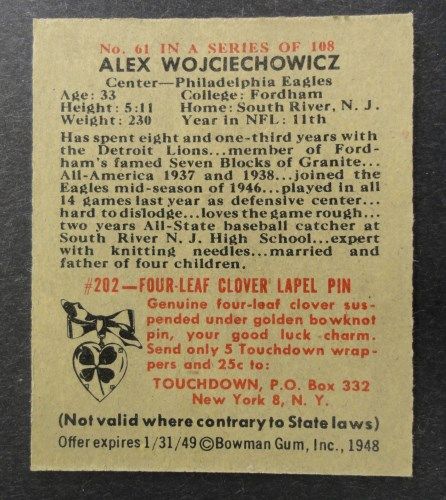 No. 61 IN A SERIES OF 108
ALEX WOJCIECHOWICZ
Center—Philadelphia Eagles
Age: 33 College: Fordham
Height: 5:11 Home: South River, N. J.
Weight: 230 Year in NFL: 11th
Has spent eight and one-third years with
the Detroit Lions...member of Ford-
ham's famed Seven Blocks of Granite...
All-America 1937 and 1938...joined the
Eagles mid-season of 1946...played in all
14 games last year as defensive center...
hard to dislodge...loves the game rough...
two years All-State baseball catcher at
South River N. J. High School...expert
with knitting needles...married and
father of four children.
#202—FOUR-LEAF CLOVER LAPEL PIN
Genuine four-leaf clover sus-
pended under golden bowknot
pin, your good luck charm.
Send only 5 Touchdown wrap-
pers and 25c to:
TOUCHDOWN, P.O. Box 332
New York 8, N. Y.
(Not valid where contrary to State laws)
Offer expires 1/31/49 ©Bowman Gum, Inc., 1948